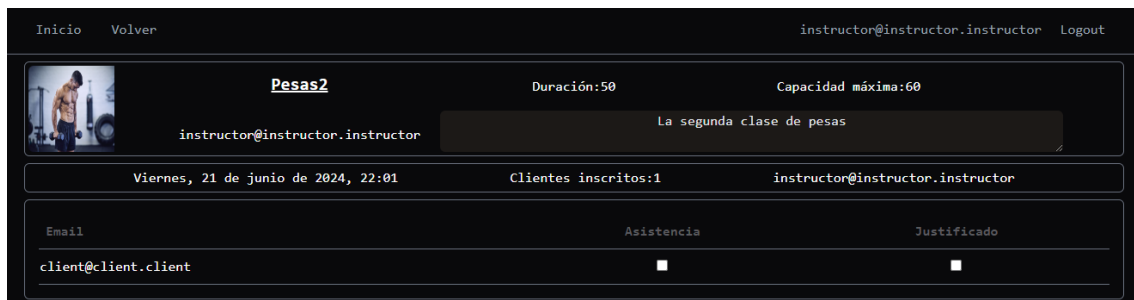 Inicio Volver instructor@instructor.instructor Logout
Pesas2 Duración:50 Capacidad máxima:60
La segunda clase de pesas
instructor@instructor.instructor
Viernes, 21 de junio de 2024, 22:01 Clientes inscritos:1 instructor@instructor.instructor
Email Asistencia Justificado
client@client.client